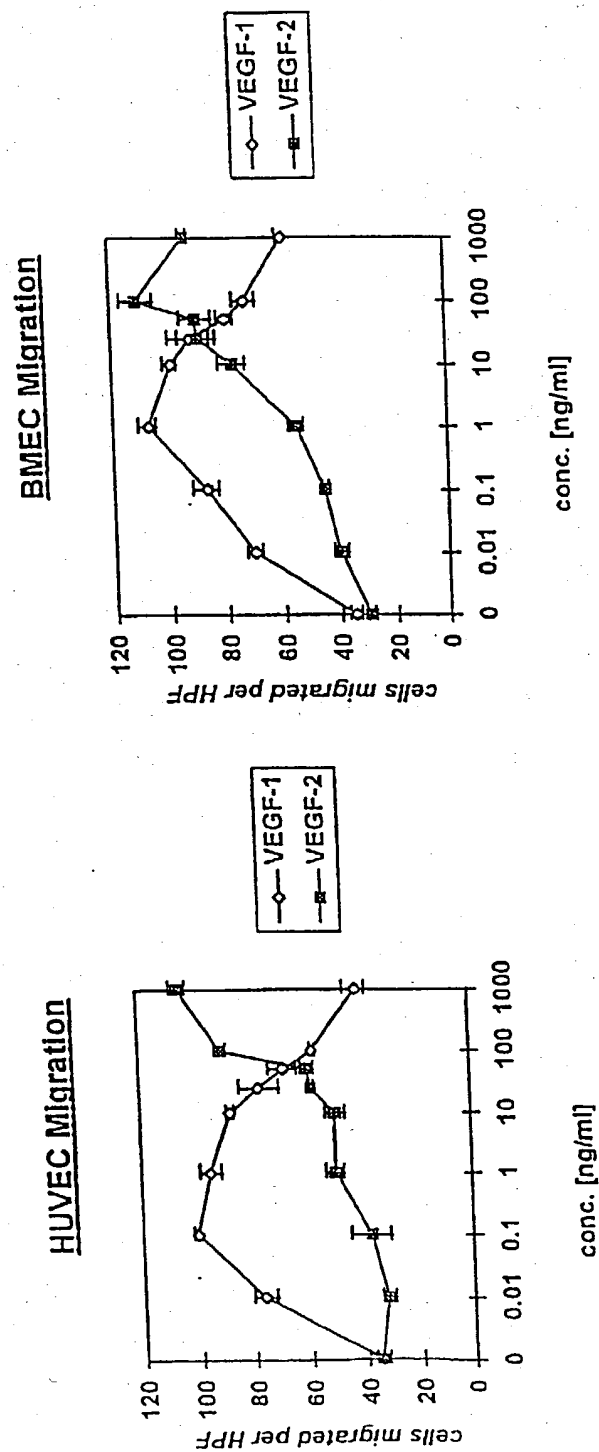 HUVEC Migration
cells migrated per HPF
120
100
80
60
40
20
0
0 0.01 0.1 1 10 100 1000
conc. [ng/ml]
VEGF-1
VEGF-2
BMEC Migration
cells migrated per HPF
120
100
80
60
40
20
0
0 0.01 0.1 1 10 100 1000
conc. [ng/ml]
VEGF-1
VEGF-2